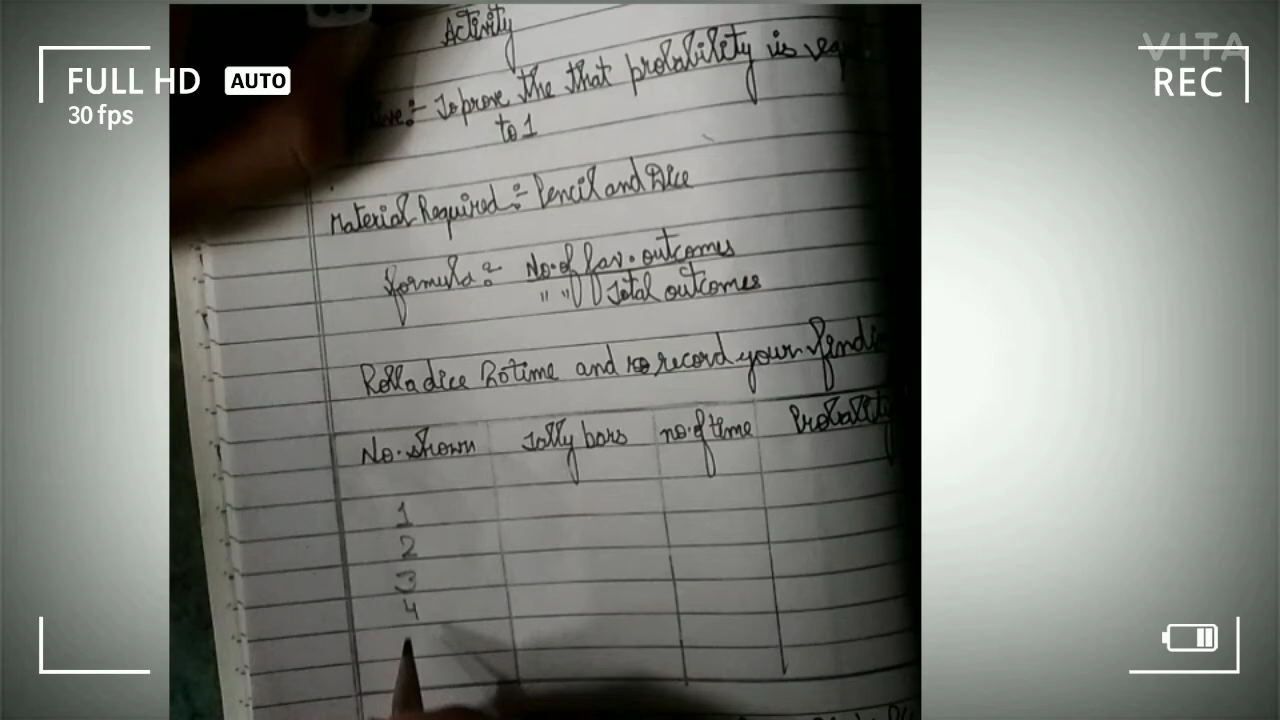 Activity
To prove the that probability is
to 1
Material Required :- Pencil and Dice
formula :- No. of fav. outcomes
" " Total outcomes
Roll a dice 20 time and record your
No. shown Tally bars no. of time
1
2
3
4
FULL HD AUTO
30 fps
VITA
REC